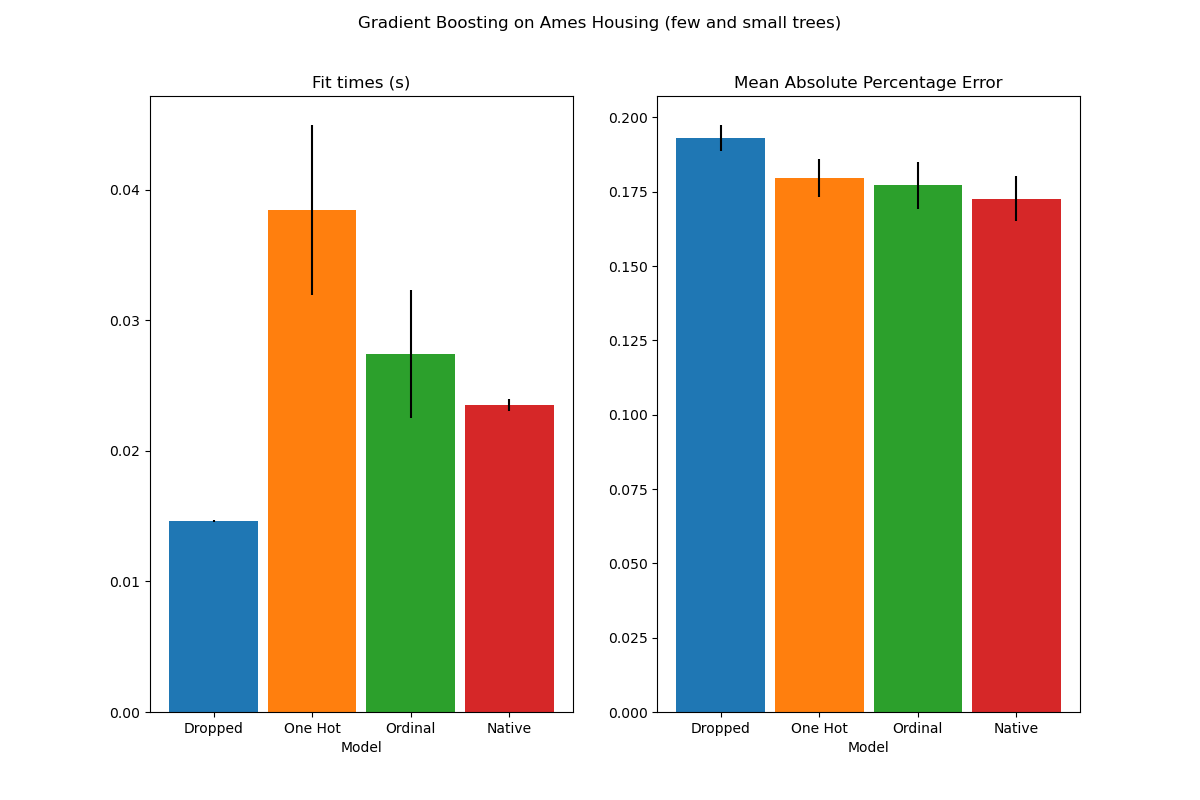 Gradient Boosting on Ames Housing (few and small trees)
Fit times (s)
0.04
0.03
0.02
0.01
0.00
Dropped One Hot Ordinal Native
Model
Mean Absolute Percentage Error
0.200
0.175
0.150
0.125
0.100
0.075
0.050
0.025
0.000
Dropped One Hot Ordinal Native
Model